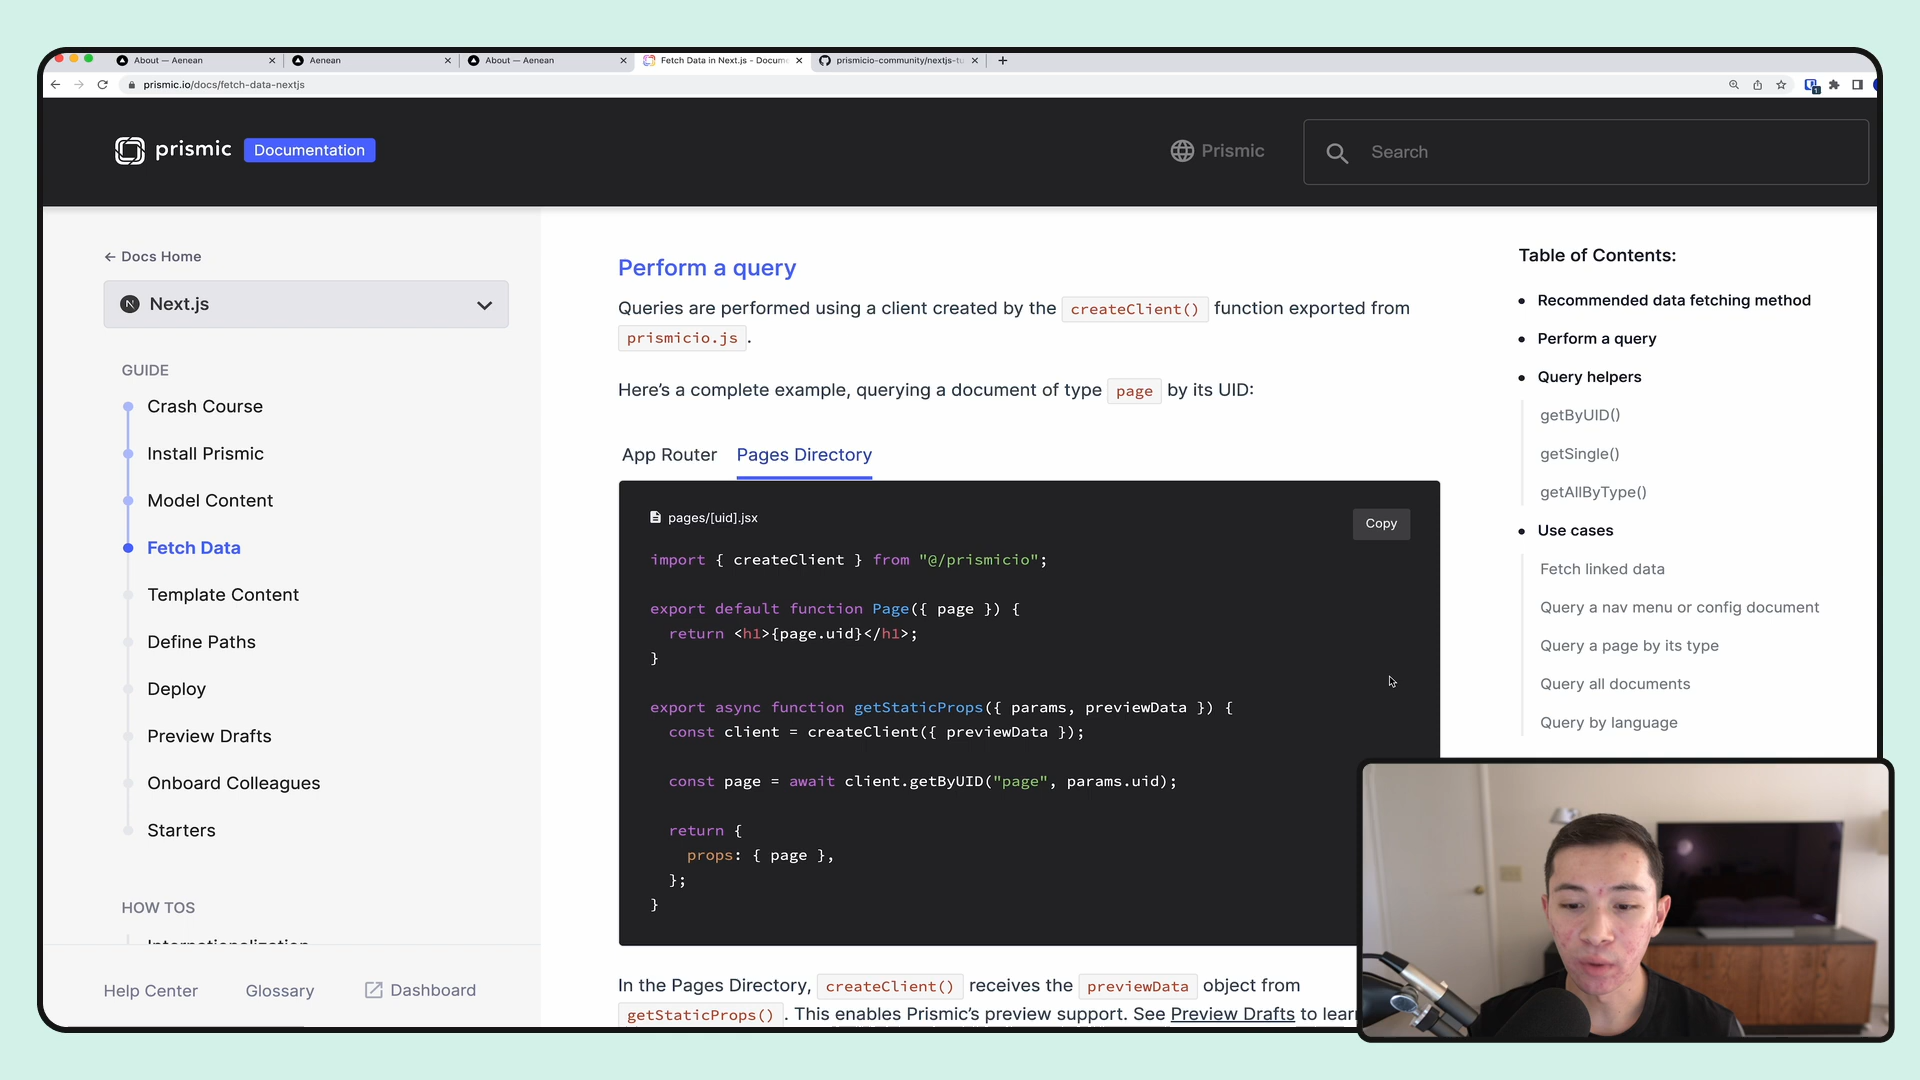 About — Aenean
Aenean
About — Aenean
Fetch Data in Next.js - Docum
prismicio-community/nextjs-tu
prismic.io/docs/fetch-data-nextjs
prismic Documentation
Prismic
Search
← Docs Home
Next.js
GUIDE
Crash Course
Install Prismic
Model Content
Fetch Data
Template Content
Define Paths
Deploy
Preview Drafts
Onboard Colleagues
Starters
HOW TOS
Internationalization
Help Center
Glossary
Dashboard
Perform a query
Queries are performed using a client created by the createClient() function exported from
prismicio.js.
Here’s a complete example, querying a document of type page by its UID:
App Router
Pages Directory
pages/[uid].jsx
Copy
import { createClient } from "@/prismicio";
export default function Page({ page }) {
return <h1>{page.uid}</h1>;
}
export async function getStaticProps({ params, previewData }) {
const client = createClient({ previewData });
const page = await client.getByUID("page", params.uid);
return {
props: { page },
};
}
In the Pages Directory, createClient() receives the previewData object from
getStaticProps() . This enables Prismic’s preview support. See Preview Drafts to lear
Table of Contents:
Recommended data fetching method
Perform a query
Query helpers
getByUID()
getSingle()
getAllByType()
Use cases
Fetch linked data
Query a nav menu or config document
Query a page by its type
Query all documents
Query by language